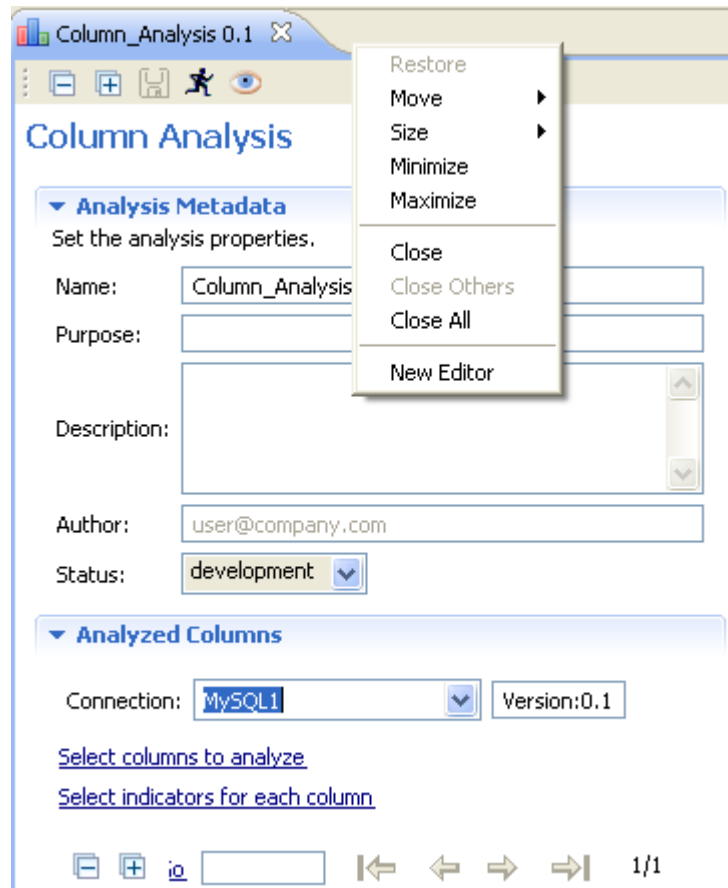 Column_Analysis 0.1
Restore
Move
Size
Minimize
Maximize
Close
Close Others
Close All
New Editor
Column Analysis
Analysis Metadata
Set the analysis properties.
Name: Column_Analysis
Purpose:
Description:
Author: user@company.com
Status: development
Analyzed Columns
Connection: MySQL1 Version:0.1
Select columns to analyze
Select indicators for each column
io 1/1